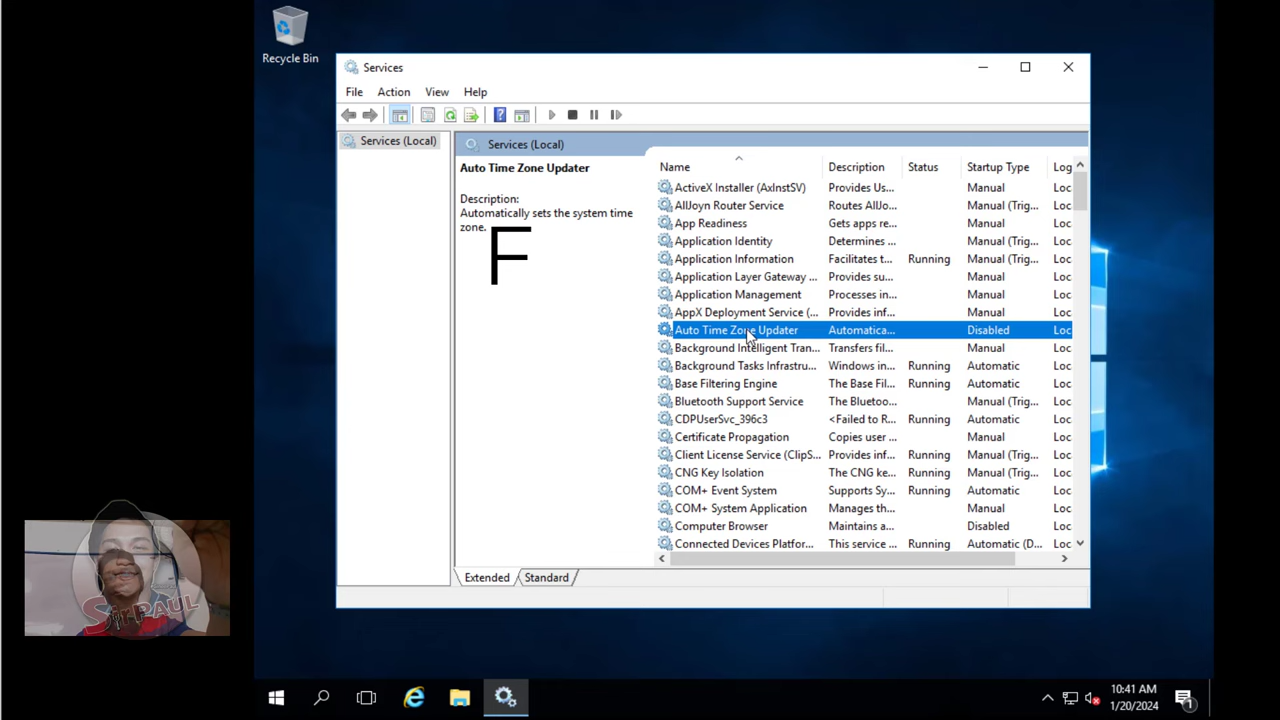 Recycle Bin
Services
File Action View Help
Services (Local)
Services (Local)
Auto Time Zone Updater
Description:
Automatically sets the system time
zone.
F
Name Description Status Startup Type Log
ActiveX Installer (AxInstSV) Provides Us... Manual Loc
AllJoyn Router Service Routes AllJo... Manual (Trig... Loc
App Readiness Gets apps re... Manual Loc
Application Identity Determines ... Manual (Trig... Loc
Application Information Facilitates t... Running Manual (Trig... Loc
Application Layer Gateway ... Provides su... Manual Loc
Application Management Processes in... Manual Loc
AppX Deployment Service (... Provides inf... Manual Loc
Auto Time Zone Updater Automatica... Disabled Loc
Background Intelligent Tran... Transfers fil... Manual Loc
Background Tasks Infrastru... Windows in... Running Automatic Loc
Base Filtering Engine The Base Fil... Running Automatic Loc
Bluetooth Support Service The Bluetoo... Manual (Trig... Loc
CDPUserSvc_396c3 <Failed to R... Running Automatic Loc
Certificate Propagation Copies user ... Manual Loc
Client License Service (ClipS... Provides inf... Running Manual (Trig... Loc
CNG Key Isolation The CNG ke... Running Manual (Trig... Loc
COM+ Event System Supports Sy... Running Automatic Loc
COM+ System Application Manages th... Manual Loc
Computer Browser Maintains a... Disabled Loc
Connected Devices Platfor... This service ... Running Automatic (D... Loc
Extended Standard
Sir PAUL
10:41 AM
1/20/2024
1